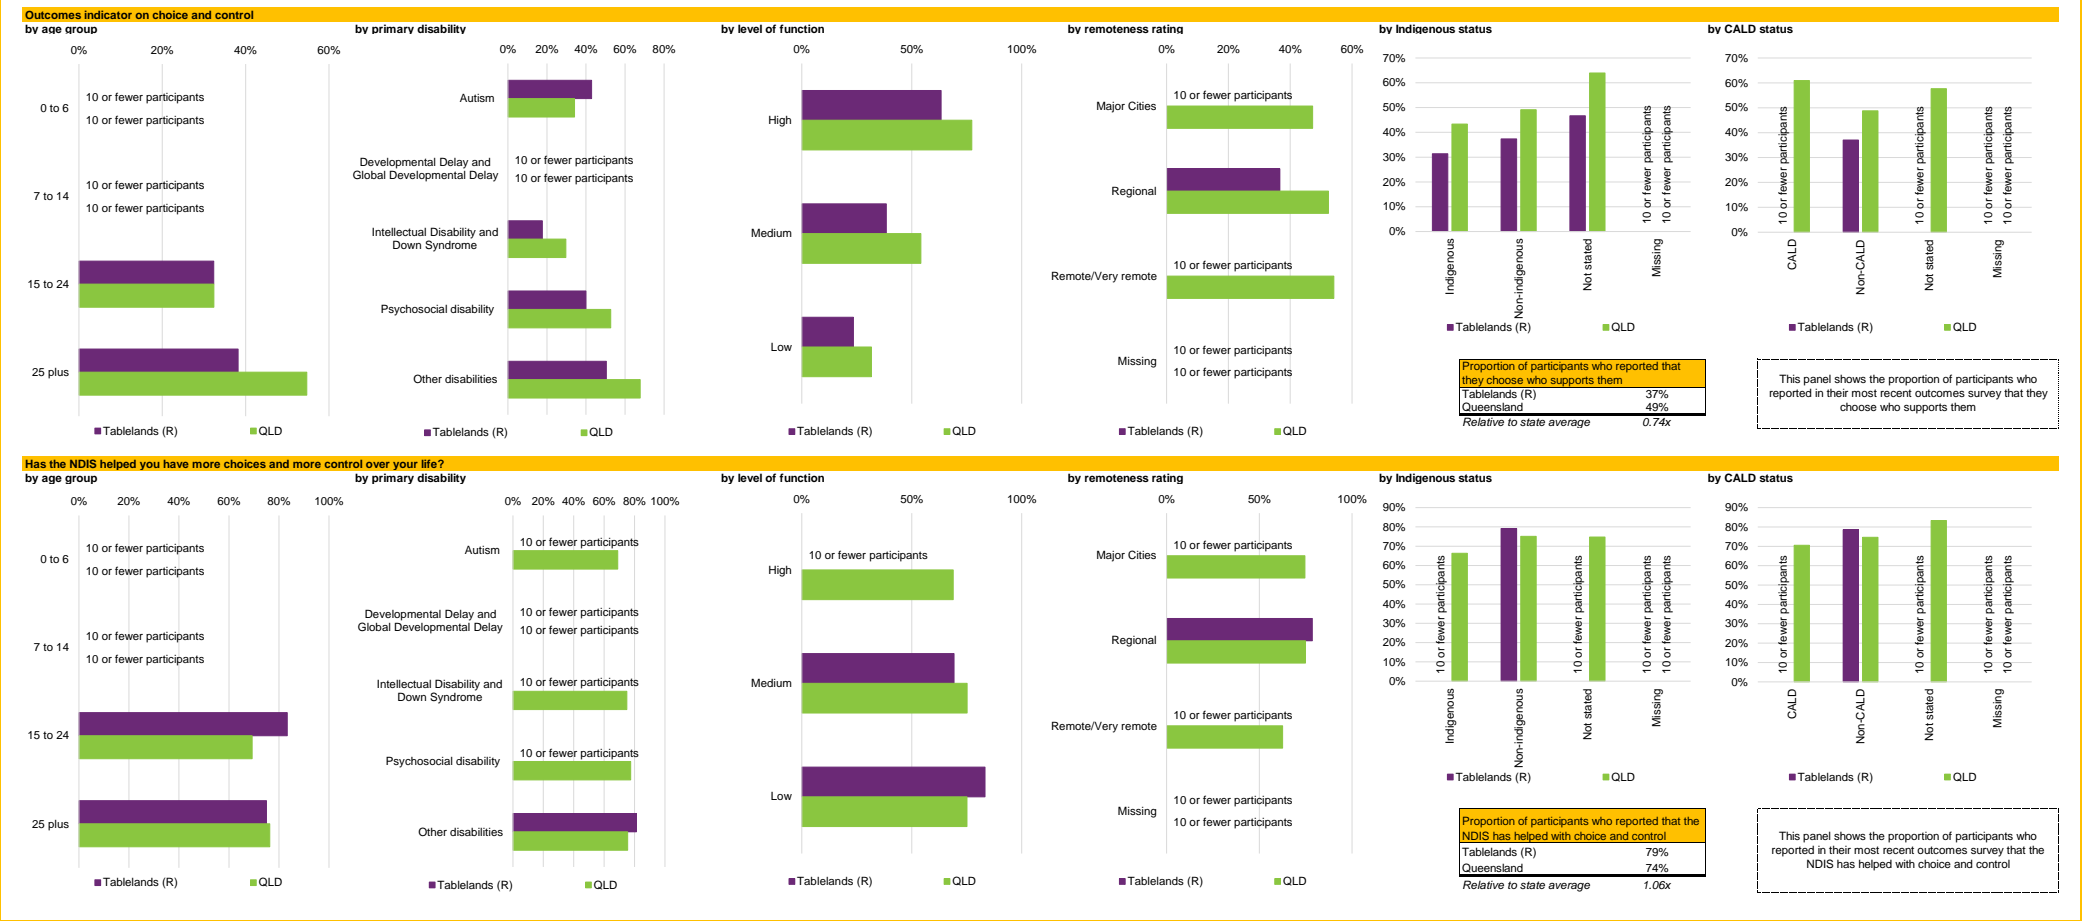 Outcomes indicator on choice and control
by age group
0% 20% 40% 60%
0 to 6
10 or fewer participants
10 or fewer participants
7 to 14
10 or fewer participants
10 or fewer participants
15 to 24
25 plus
Tablelands (R) QLD
by primary disability
0% 20% 40% 60% 80%
Autism
Developmental Delay and
Global Developmental Delay
10 or fewer participants
10 or fewer participants
Intellectual Disability and
Down Syndrome
Psychosocial disability
Other disabilities
Tablelands (R) QLD
by level of function
0% 50% 100%
High
Medium
Low
Tablelands (R) QLD
by remoteness rating
0% 20% 40% 60%
Major Cities
10 or fewer participants
Regional
Remote/Very remote
10 or fewer participants
Missing
10 or fewer participants
10 or fewer participants
Tablelands (R) QLD
by Indigenous status
70%
60%
50%
40%
30%
20%
10%
0%
10 or fewer participants
10 or fewer participants
Indigenous
Non-indigenous
Not stated
Missing
Tablelands (R) QLD
by CALD status
70%
60%
50%
40%
30%
20%
10%
0%
10 or fewer participants
10 or fewer participants
10 or fewer participants
10 or fewer participants
CALD
Non-CALD
Not stated
Missing
Tablelands (R) QLD
Proportion of participants who reported that
they choose who supports them
Tablelands (R) 37%
Queensland 49%
Relative to state average 0.74x
This panel shows the proportion of participants who
reported in their most recent outcomes survey that they
choose who supports them
Has the NDIS helped you have more choices and more control over your life?
by age group
0% 20% 40% 60% 80% 100%
0 to 6
10 or fewer participants
10 or fewer participants
7 to 14
10 or fewer participants
10 or fewer participants
15 to 24
25 plus
Tablelands (R) QLD
by primary disability
0% 20% 40% 60% 80% 100%
Autism
10 or fewer participants
Developmental Delay and
Global Developmental Delay
10 or fewer participants
10 or fewer participants
Intellectual Disability and
Down Syndrome
10 or fewer participants
Psychosocial disability
10 or fewer participants
Other disabilities
Tablelands (R) QLD
by level of function
0% 50% 100%
High
10 or fewer participants
Medium
Low
Tablelands (R) QLD
by remoteness rating
0% 50% 100%
Major Cities
10 or fewer participants
Regional
Remote/Very remote
10 or fewer participants
Missing
10 or fewer participants
10 or fewer participants
Tablelands (R) QLD
by Indigenous status
90%
80%
70%
60%
50%
40%
30%
20%
10%
0%
10 or fewer participants
10 or fewer participants
10 or fewer participants
10 or fewer participants
Indigenous
Non-indigenous
Not stated
Missing
Tablelands (R) QLD
by CALD status
90%
80%
70%
60%
50%
40%
30%
20%
10%
0%
10 or fewer participants
10 or fewer participants
10 or fewer participants
10 or fewer participants
CALD
Non-CALD
Not stated
Missing
Tablelands (R) QLD
Proportion of participants who reported that the
NDIS has helped with choice and control
Tablelands (R) 79%
Queensland 74%
Relative to state average 1.06x
This panel shows the proportion of participants who
reported in their most recent outcomes survey that the
NDIS has helped with choice and control